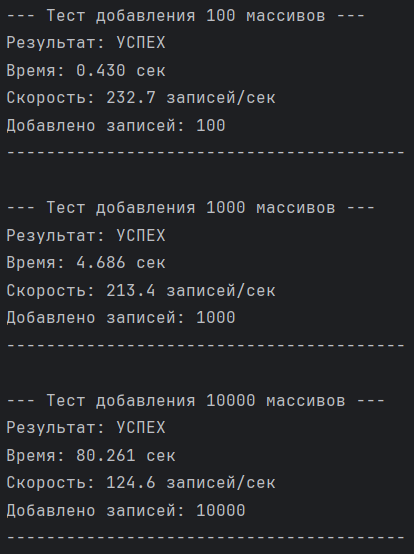 --- Тест добавления 100 массивов ---
Результат: УСПЕХ
Время: 0.430 сек
Скорость: 232.7 записей/сек
Добавлено записей: 100
----------------------------------------
--- Тест добавления 1000 массивов ---
Результат: УСПЕХ
Время: 4.686 сек
Скорость: 213.4 записей/сек
Добавлено записей: 1000
----------------------------------------
--- Тест добавления 10000 массивов ---
Результат: УСПЕХ
Время: 80.261 сек
Скорость: 124.6 записей/сек
Добавлено записей: 10000
----------------------------------------